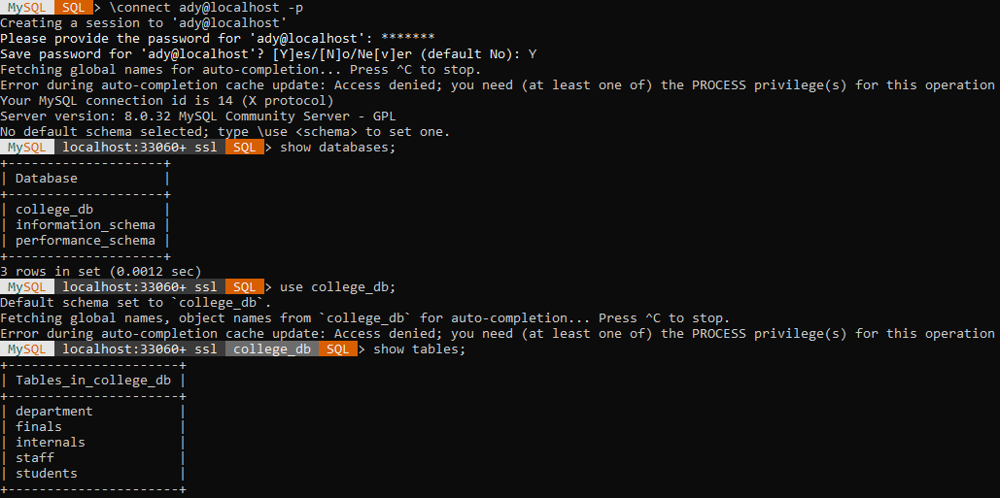 MySQL SQL > \connect ady@localhost -p
Creating a session to 'ady@localhost'
Please provide the password for 'ady@localhost': *******
Save password for 'ady@localhost'? [Y]es/[N]o/Ne[v]er (default No): Y
Fetching global names for auto-completion... Press ^C to stop.
Error during auto-completion cache update: Access denied; you need (at least one of) the PROCESS privilege(s) for this operation
Your MySQL connection id is 14 (X protocol)
Server version: 8.0.32 MySQL Community Server - GPL
No default schema selected; type \use <schema> to set one.
MySQL localhost:33060+ ssl SQL > show databases;
+--------------------+
| Database           |
+--------------------+
| college_db         |
| information_schema |
| performance_schema |
+--------------------+
3 rows in set (0.0012 sec)
MySQL localhost:33060+ ssl SQL > use college_db;
Default schema set to `college_db`.
Fetching global names, object names from `college_db` for auto-completion... Press ^C to stop.
Error during auto-completion cache update: Access denied; you need (at least one of) the PROCESS privilege(s) for this operation
MySQL localhost:33060+ ssl college_db SQL > show tables;
+----------------------+
| Tables_in_college_db |
+----------------------+
| department           |
| finals               |
| internals            |
| staff                |
| students             |
+----------------------+